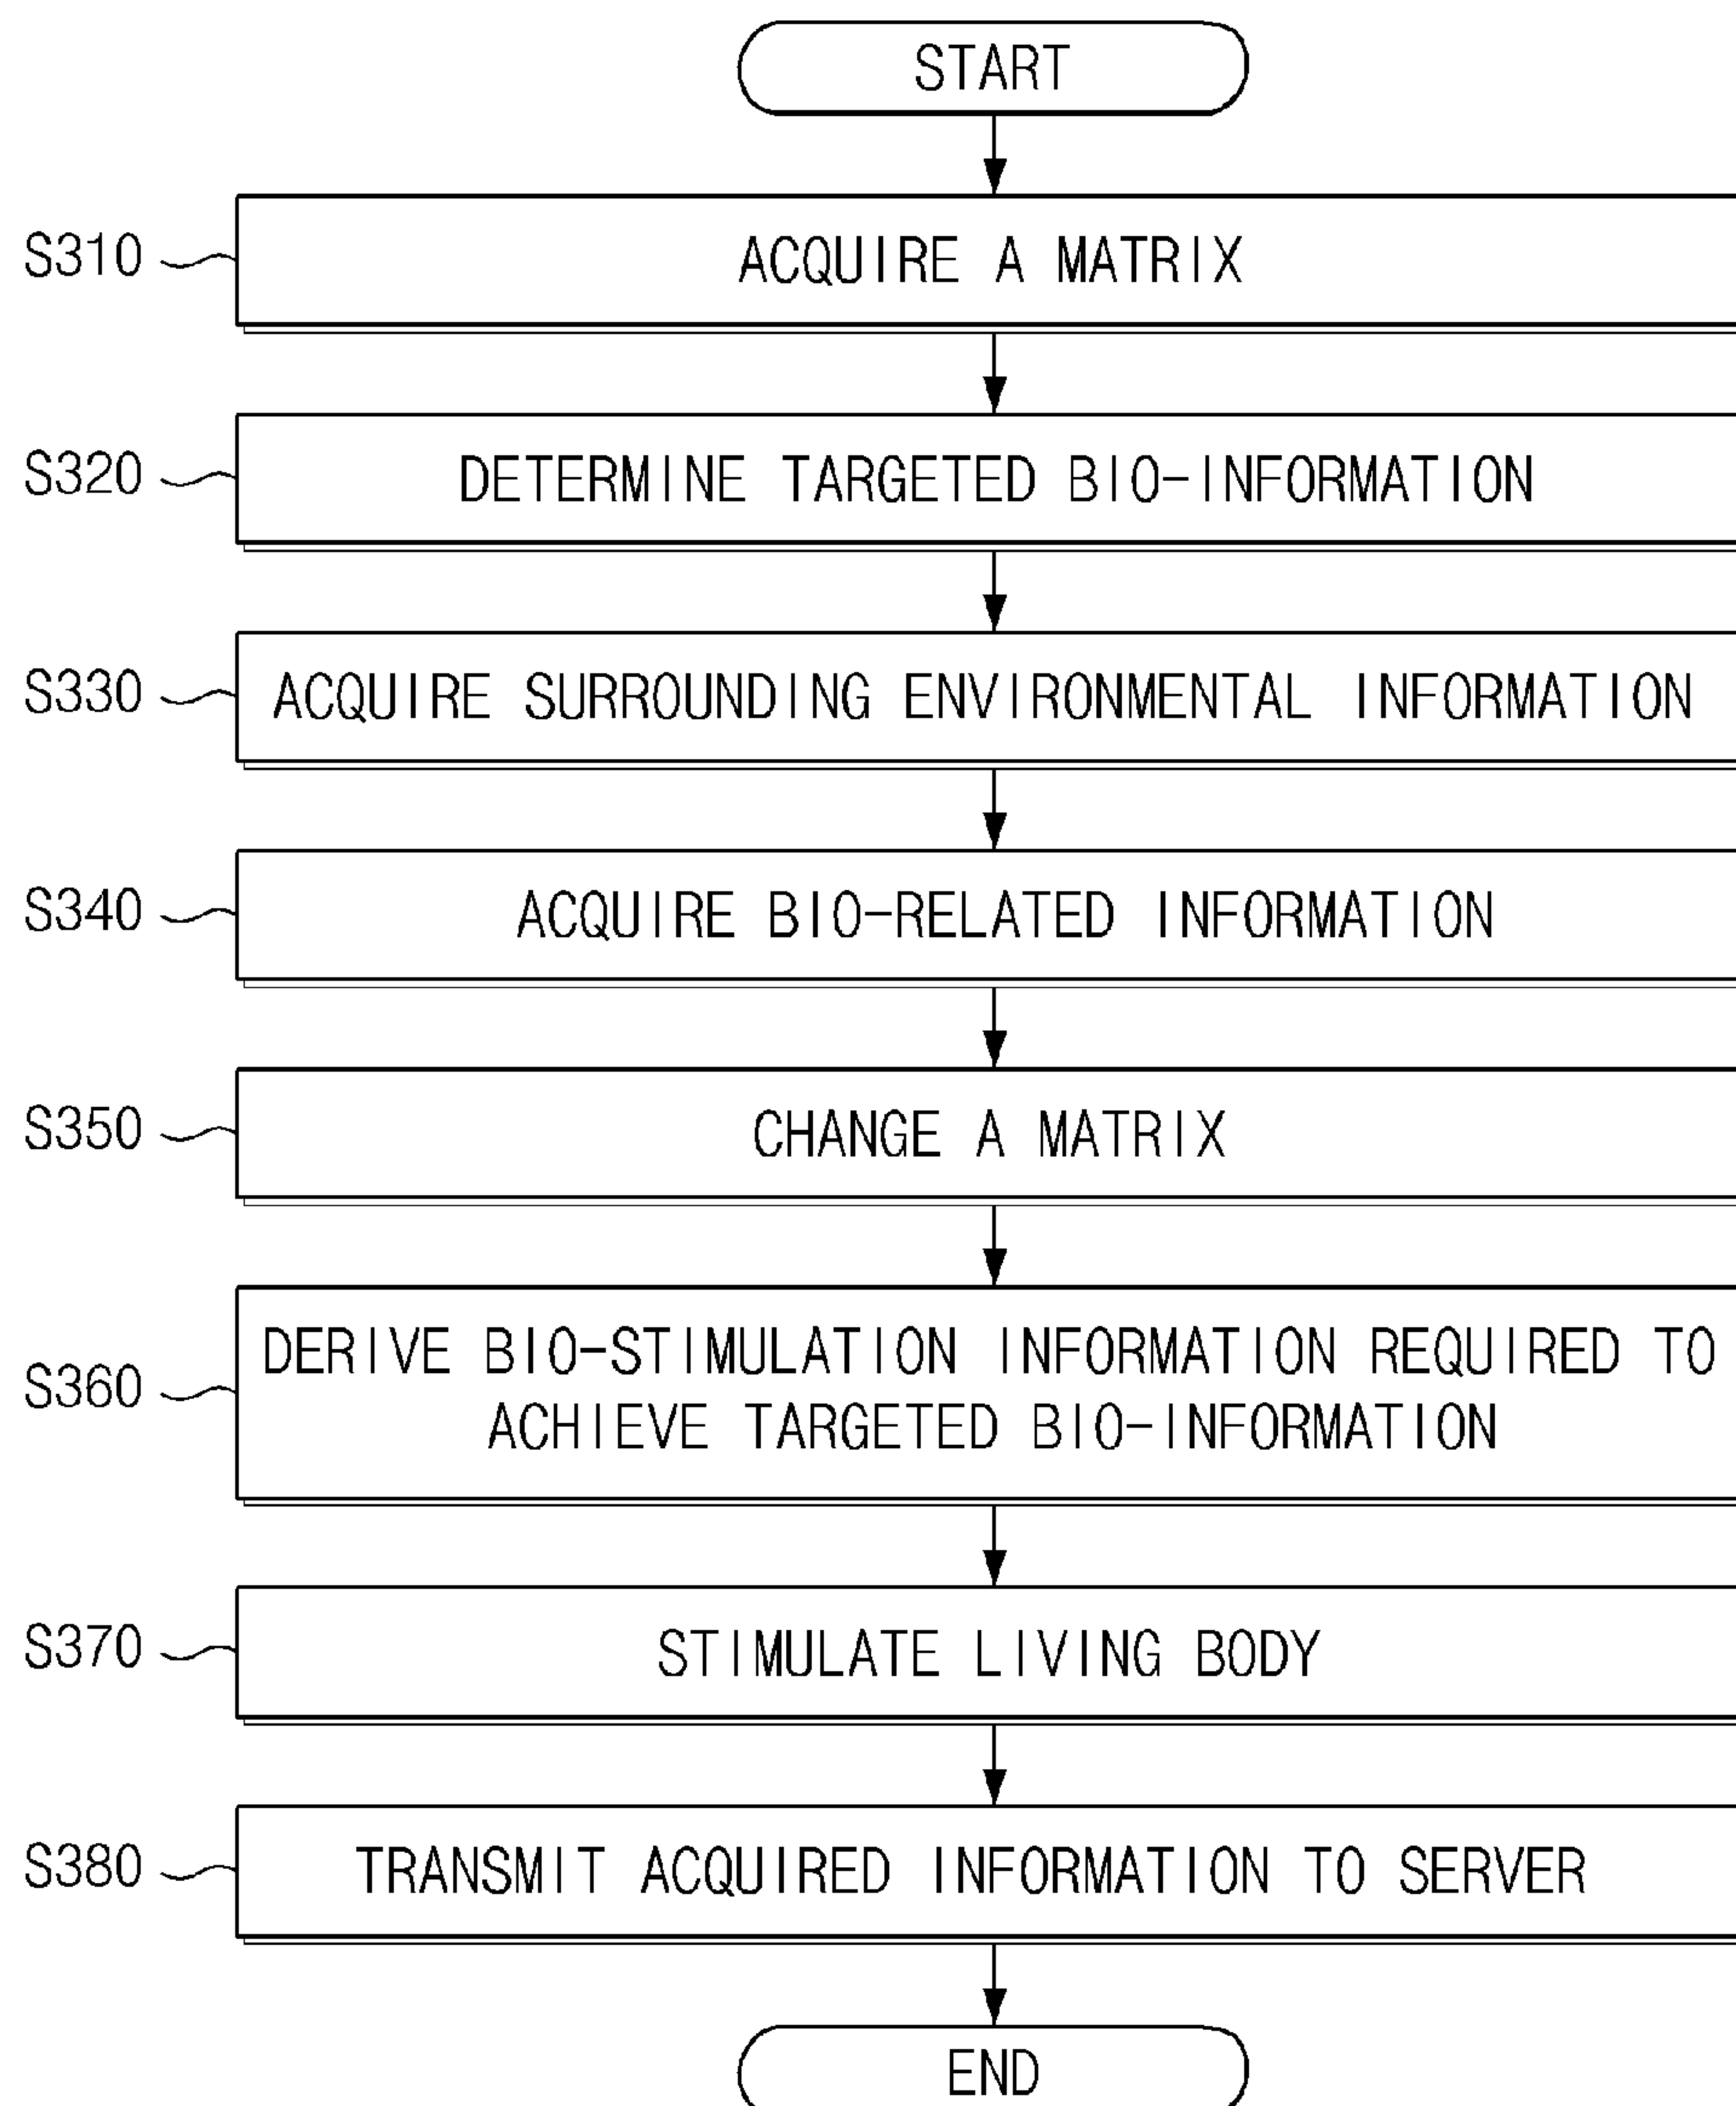 START
S310
ACQUIRE A MATRIX
S320
DETERMINE TARGETED BIO-INFORMATION
S330
ACQUIRE SURROUNDING ENVIRONMENTAL INFORMATION
S340
ACQUIRE BIO-RELATED INFORMATION
S350
CHANGE A MATRIX
S360
DERIVE BIO-STIMULATION INFORMATION REQUIRED TO
ACHIEVE TARGETED BIO-INFORMATION
S370
STIMULATE LIVING BODY
S380
TRANSMIT ACQUIRED INFORMATION TO SERVER
END